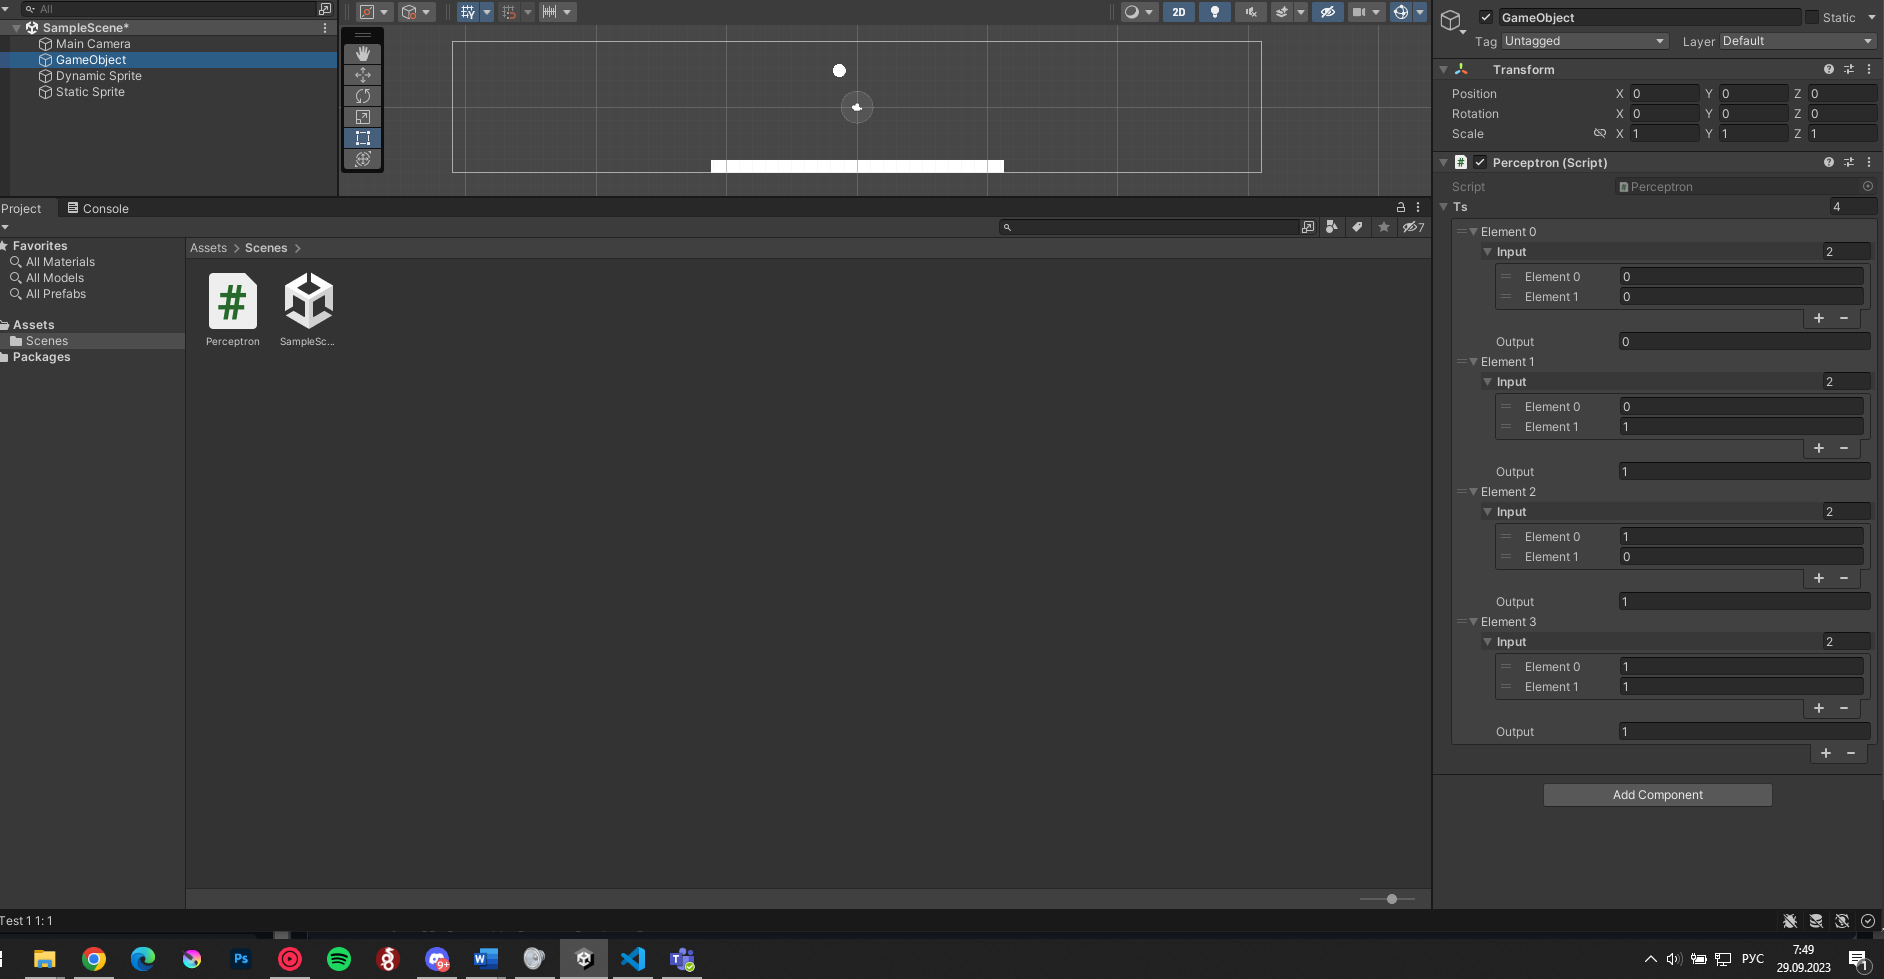 All
SampleScene*
Main Camera
GameObject
Dynamic Sprite
Static Sprite
2D
Project
Console
7
Favorites
All Materials
All Models
All Prefabs
Assets
Scenes
Packages
Assets > Scenes >
#
Perceptron
SampleSc...
GameObject
Static
Tag Untagged Layer Default
Transform
Position X 0 Y 0 Z 0
Rotation X 0 Y 0 Z 0
Scale X 1 Y 1 Z 1
# Perceptron (Script)
Script Perceptron
Ts 4
Element 0
Input 2
Element 0 0
Element 1 0
+ −
Output 0
Element 1
Input 2
Element 0 0
Element 1 1
+ −
Output 1
Element 2
Input 2
Element 0 1
Element 1 0
+ −
Output 1
Element 3
Input 2
Element 0 1
Element 1 1
+ −
Output 1
+ −
Add Component
Test 1 1: 1
Ps
9+
W
T
РУС
7:49
29.09.2023
1